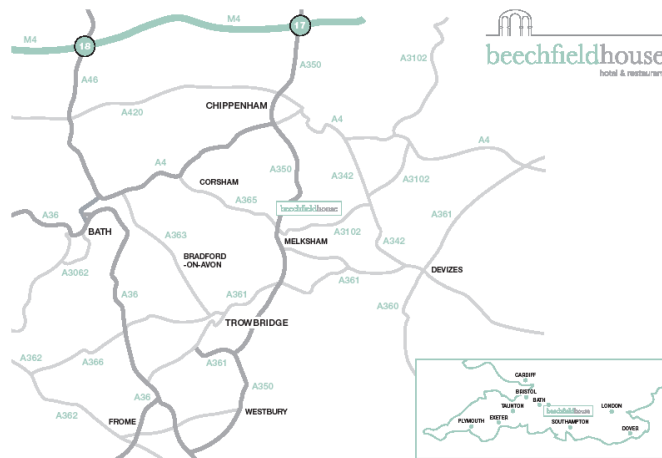 M4
18
M4
17
A46
A350
A3102
beechfieldhouse
hotel & restaurant
A420
CHIPPENHAM
A4
A4
A4
CORSHAM
A350
A342
A3102
A365
beechfieldhouse
A36
BATH
A363
A3102
A361
MELKSHAM
A342
BRADFORD
-ON-AVON
A3062
A36
A361
A361
DEVIZES
A360
TROWBRIDGE
A362
A366
A361
A350
A36
A362
FROME
WESTBURY
CARDIFF
BRISTOL
BATH
TAUNTON
beechfieldhouse
LONDON
PLYMOUTH
EXETER
SOUTHAMPTON
DOVER